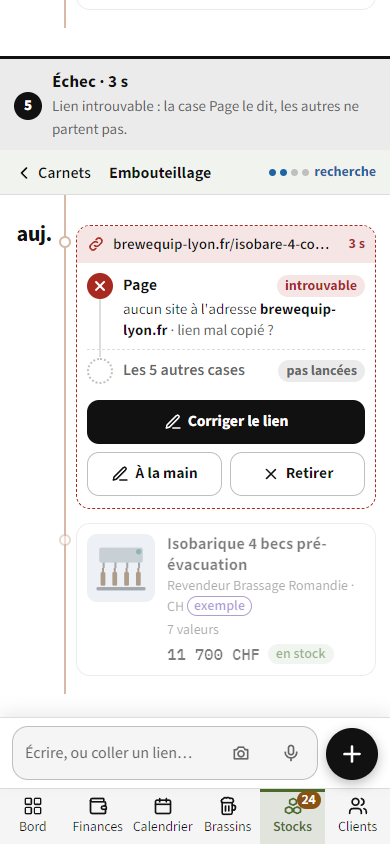 5
Échec · 3 s
Lien introuvable : la case Page le dit, les autres ne
partent pas.
Carnets
Embouteillage
recherche
auj.
brewequip-lyon.fr/isobare-4-co...
3 s
Page
introuvable
aucun site à l'adresse brewequip-
lyon.fr · lien mal copié ?
Les 5 autres cases
pas lancées
Corriger le lien
À la main
Retirer
Isobarique 4 becs pré-
évacuation
Revendeur Brassage Romandie ·
CH exemple
7 valeurs
11 700 CHF en stock
Écrire, ou coller un lien...
24
Bord
Finances
Calendrier
Brassins
Stocks
Clients